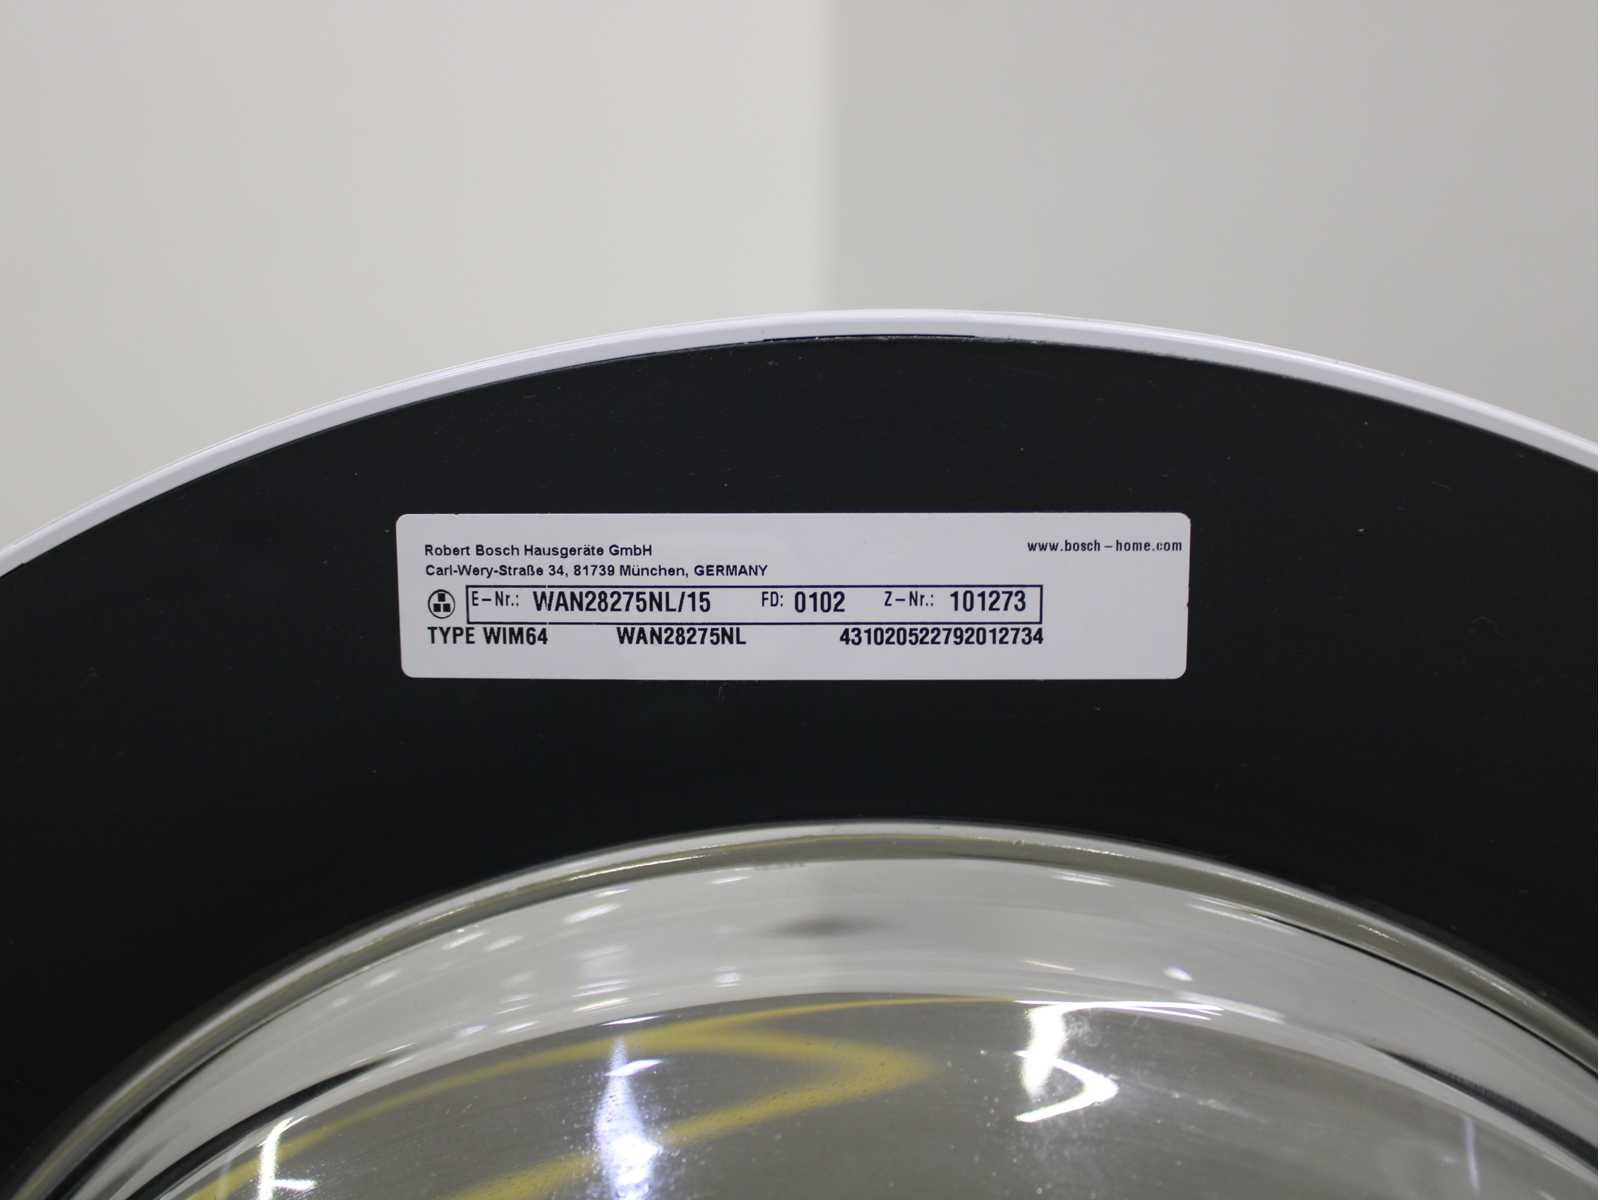 Robert Bosch Hausgeräte GmbH www.bosch-home.com
Carl-Wery-Straße 34, 81739 München, GERMANY
E-Nr.: WAN28275NL/15 FD: 0102 Z-Nr.: 101273
TYPE WIM64 WAN28275NL 431020522792012734